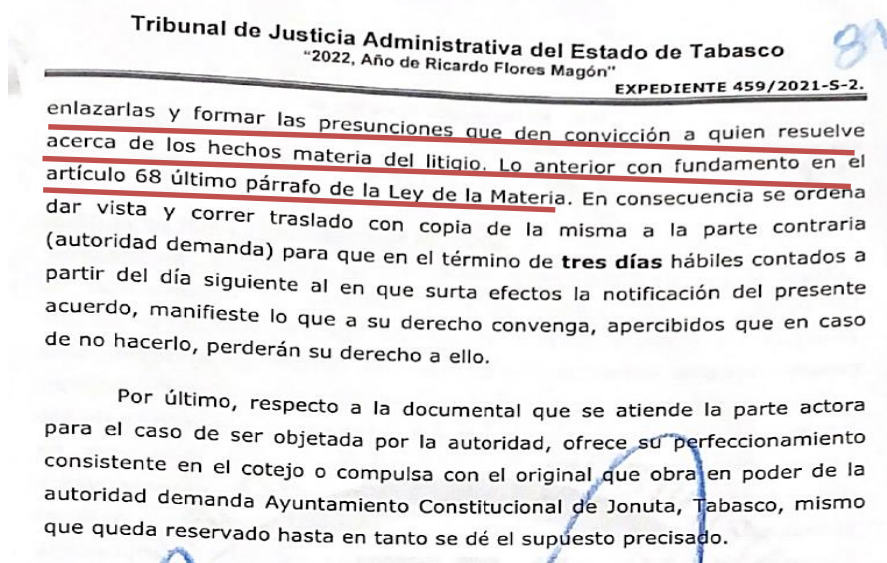 Tribunal de Justicia Administrativa del Estado de Tabasco
"2022, Año de Ricardo Flores Magón"
EXPEDIENTE 459/2021-S-2.
enlazarlas y formar las presunciones que den convicción a quien resuelve
acerca de los hechos materia del litigio. Lo anterior con fundamento en el
artículo 68 último párrafo de la Ley de la Materia. En consecuencia se ordena
dar vista y correr traslado con copia de la misma a la parte contraria
(autoridad demanda) para que en el término de tres días hábiles contados a
partir del día siguiente al en que surta efectos la notificación del presente
acuerdo, manifieste lo que a su derecho convenga, apercibidos que en caso
de no hacerlo, perderán su derecho a ello.
Por último, respecto a la documental que se atiende la parte actora
para el caso de ser objetada por la autoridad, ofrece su perfeccionamiento
consistente en el cotejo o compulsa con el original que obra en poder de la
autoridad demanda Ayuntamiento Constitucional de Jonuta, Tabasco, mismo
que queda reservado hasta en tanto se dé el supuesto precisado.